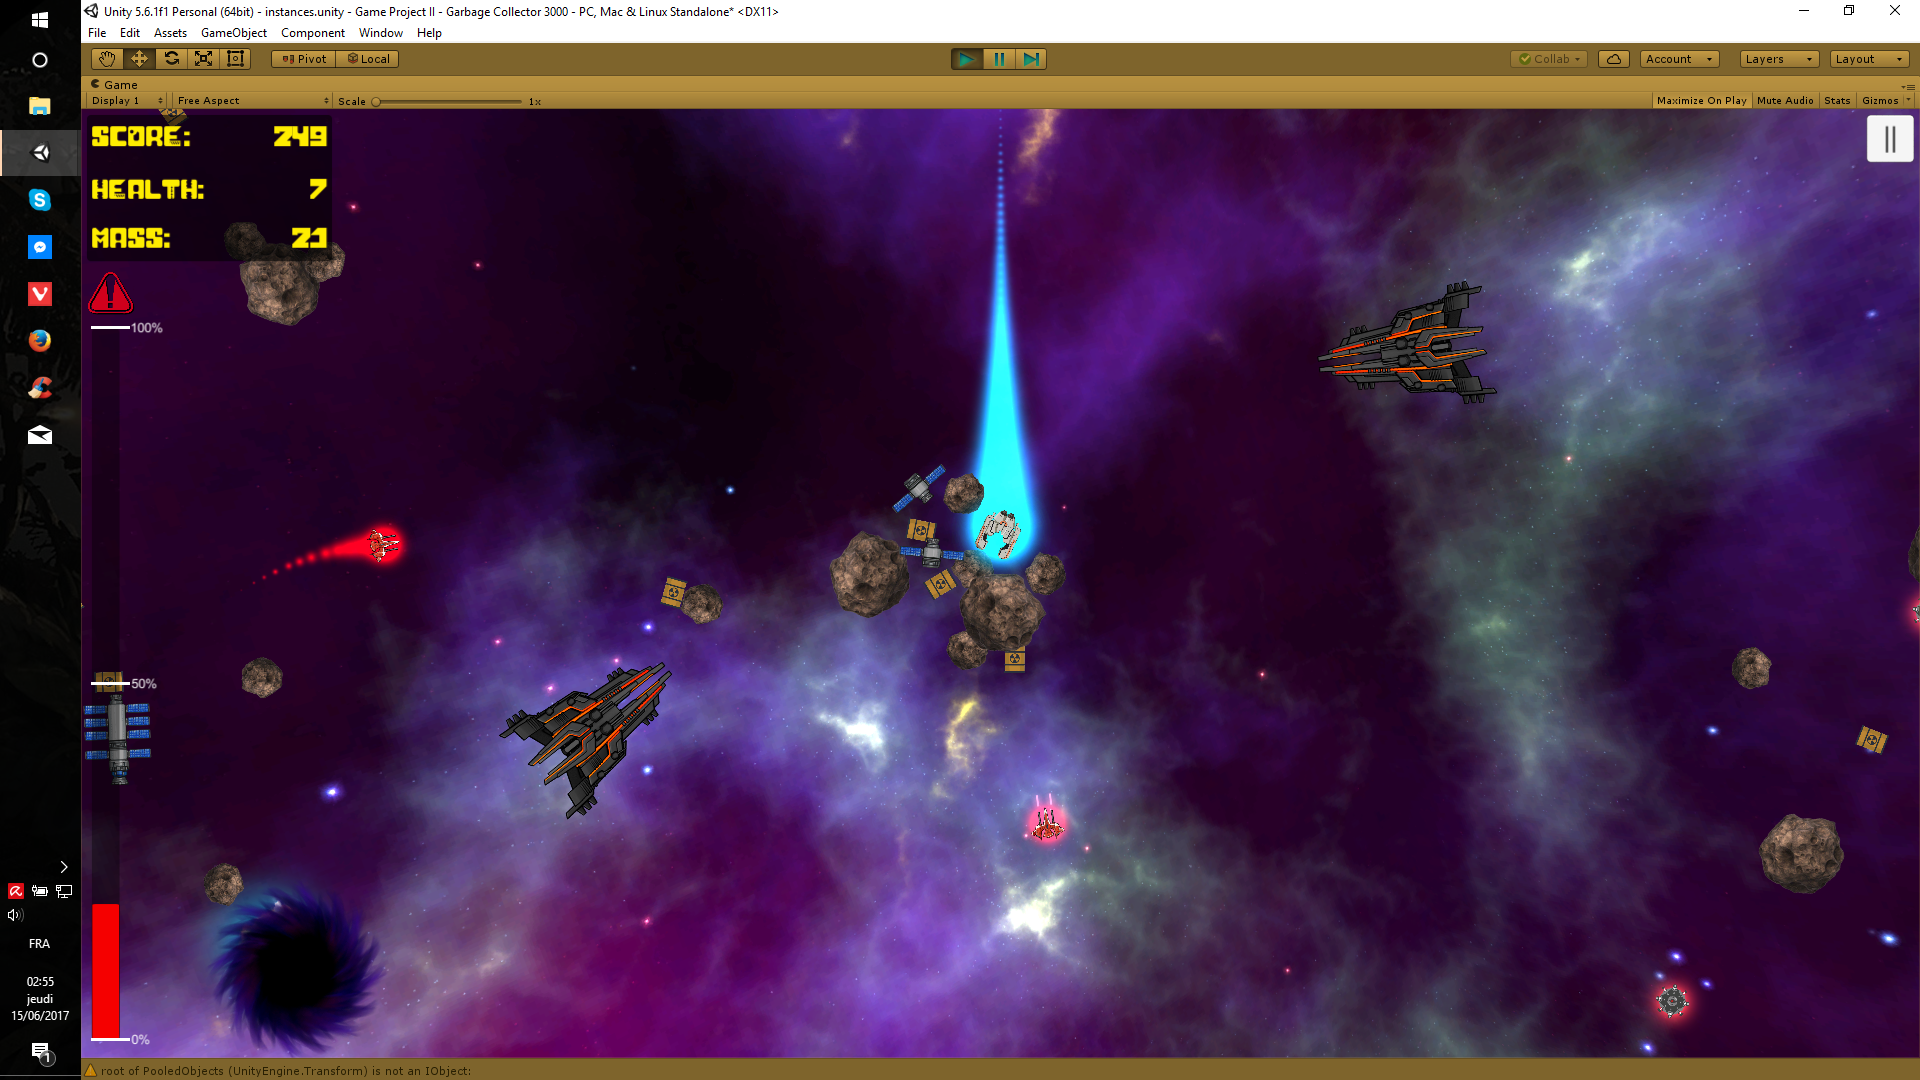 Unity 5.6.1f1 Personal (64bit) - instances.unity - Game Project II - Garbage Collector 3000 - PC, Mac & Linux Standalone* <DX11>
File Edit Assets GameObject Component Window Help
Pivot Local Collab Account Layers Layout
Game
Display 1 Free Aspect Scale 1x Maximize On Play Mute Audio Stats Gizmos
SCORE: 249
HEALTH: 7
MASS: 21
100%
50%
0%
FRA
02:55
jeudi
15/06/2017
1
root of PooledObjects (UnityEngine.Transform) is not an IObject: